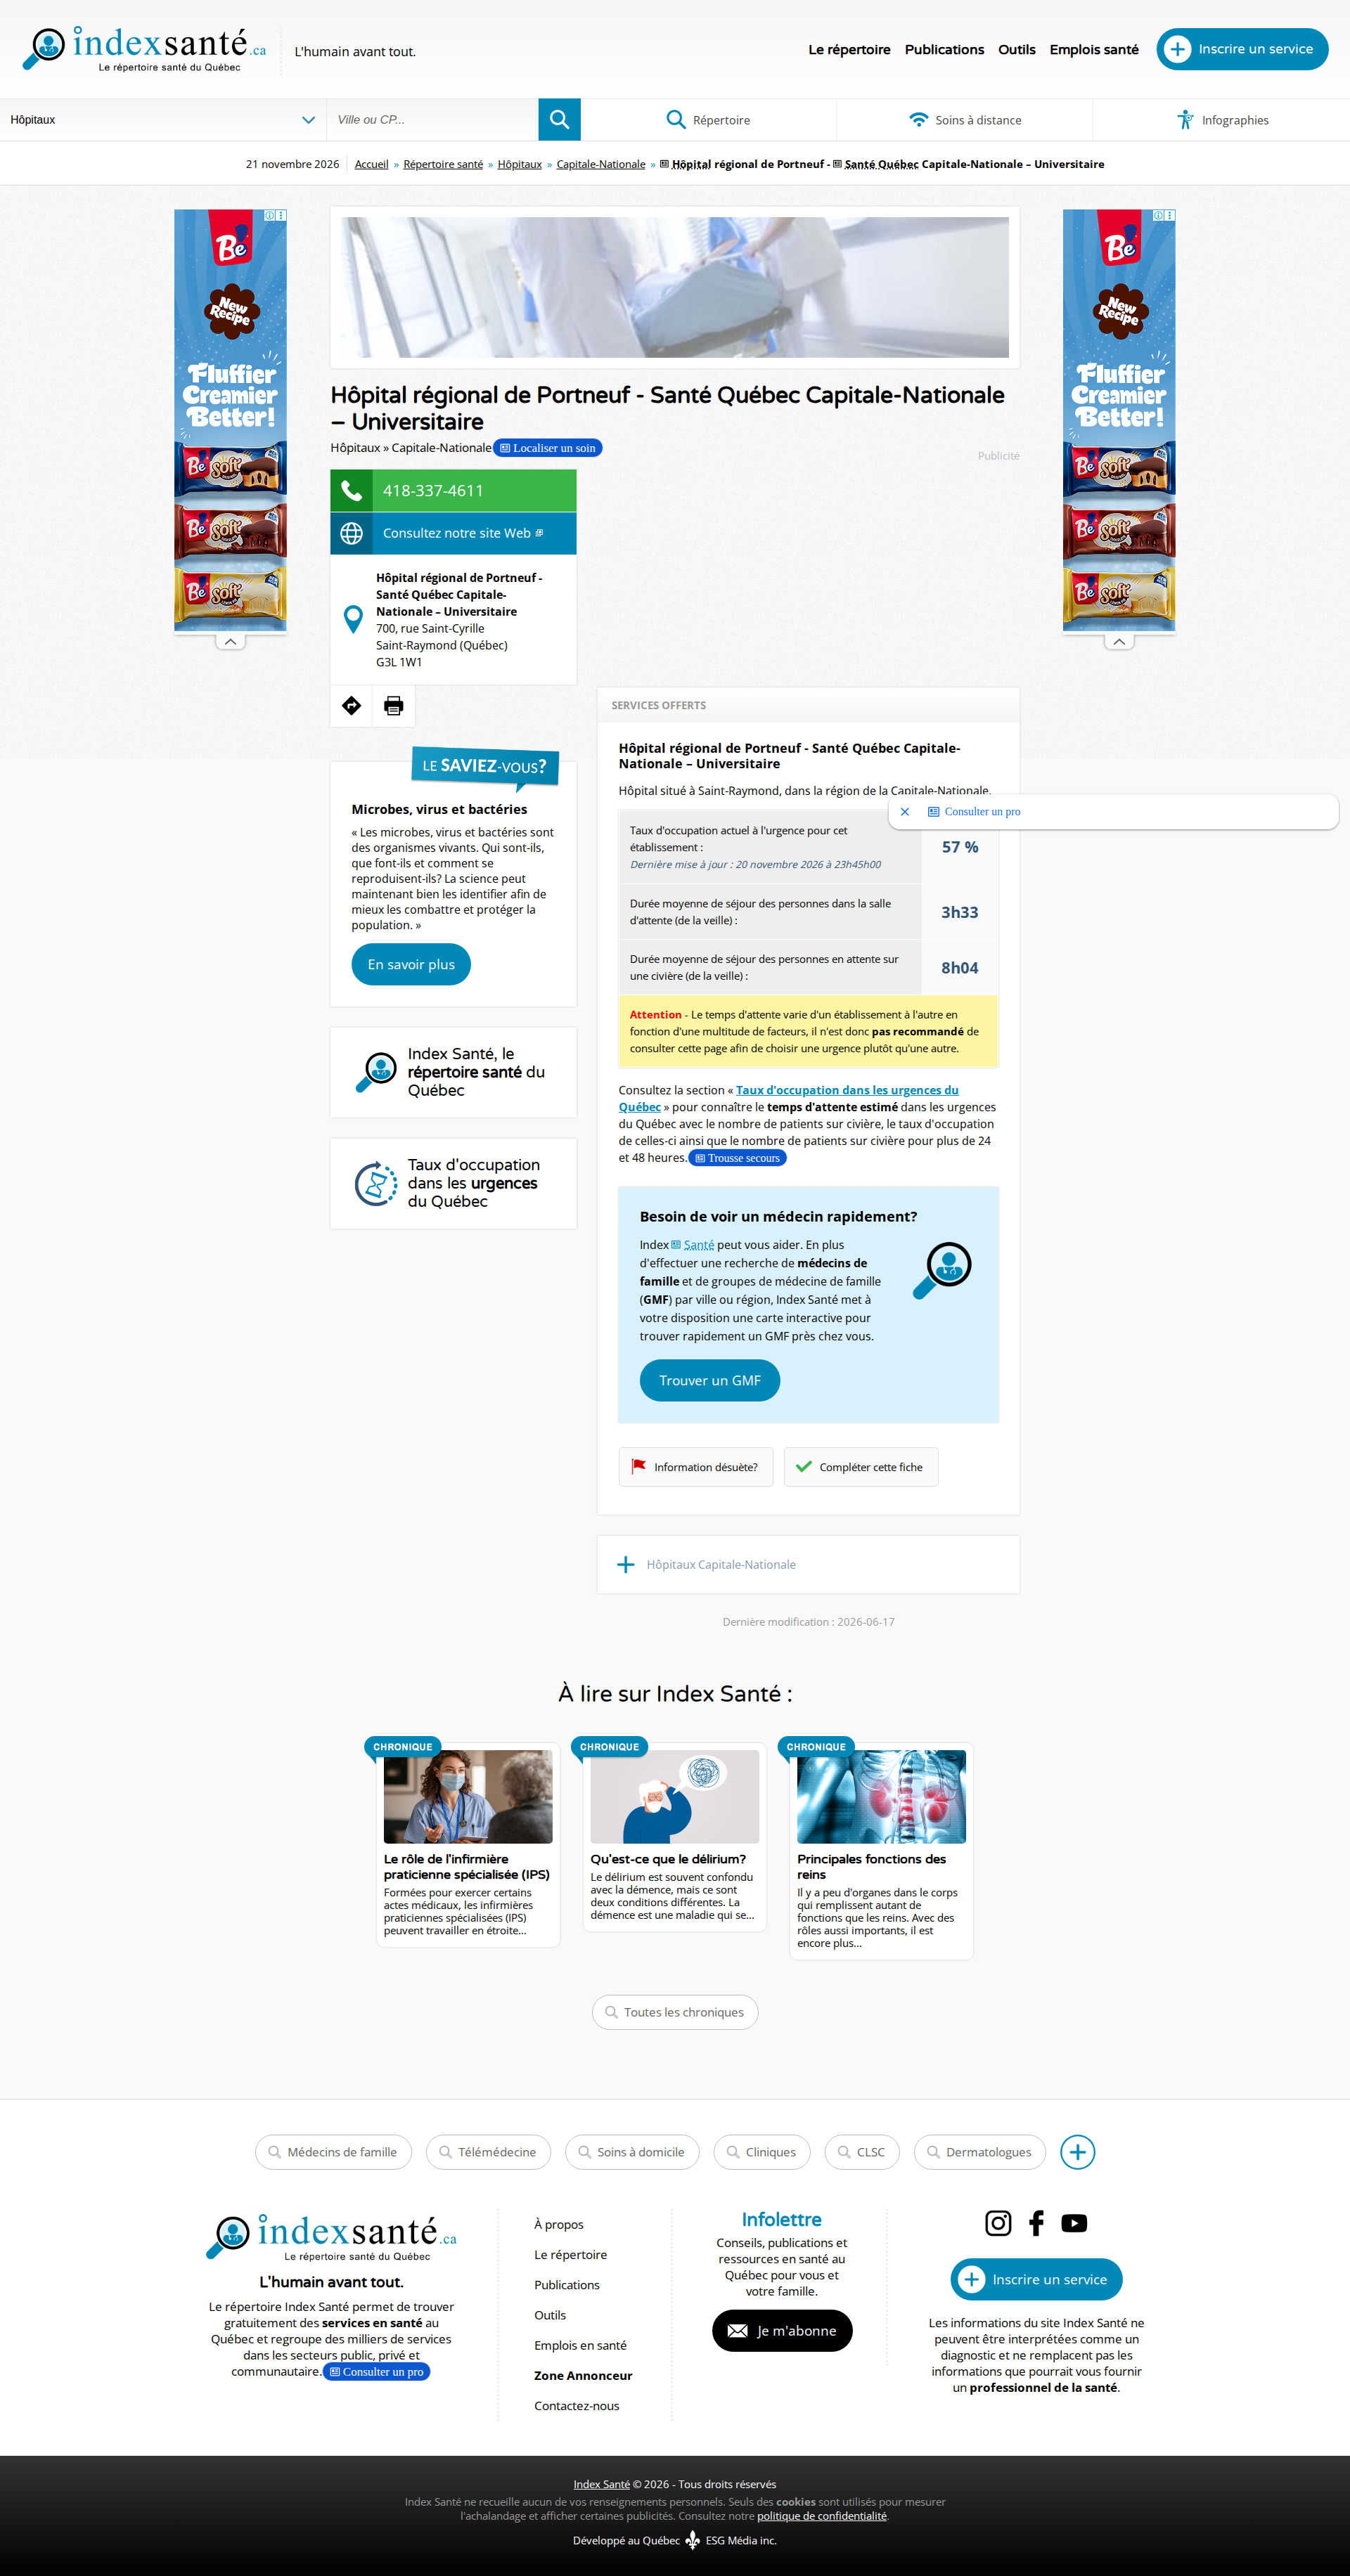 indexsanté.ca
Le répertoire santé du Québec
L'humain avant tout.
Le répertoire
Publications
Outils
Emplois santé
Inscrire un service
Hôpitaux
Ville ou CP...
Répertoire
Soins à distance
Infographies
21 novembre 2026
Accueil » Répertoire santé » Hôpitaux » Capitale-Nationale » Hôpital régional de Portneuf - Santé Québec Capitale-Nationale – Universitaire
Be
New Recipe
Fluffier
Creamier
Better!
Be Soft
Be Soft
Be Soft
Be
New Recipe
Fluffier
Creamier
Better!
Be Soft
Be Soft
Be Soft
Hôpital régional de Portneuf - Santé Québec Capitale-Nationale
– Universitaire
Hôpitaux » Capitale-Nationale Localiser un soin
Publicité
418-337-4611
Consultez notre site Web
Hôpital régional de Portneuf -
Santé Québec Capitale-
Nationale – Universitaire
700, rue Saint-Cyrille
Saint-Raymond (Québec)
G3L 1W1
LE SAVIEZ-VOUS?
Microbes, virus et bactéries
« Les microbes, virus et bactéries sont
des organismes vivants. Qui sont-ils,
que font-ils et comment se
reproduisent-ils? La science peut
maintenant bien les identifier afin de
mieux les combattre et protéger la
population. »
En savoir plus
Index Santé, le
répertoire santé du
Québec
Taux d'occupation
dans les urgences
du Québec
SERVICES OFFERTS
Hôpital régional de Portneuf - Santé Québec Capitale-
Nationale – Universitaire
Hôpital situé à Saint-Raymond, dans la région de la Capitale-Nationale.
Consulter un pro
Taux d'occupation actuel à l'urgence pour cet
établissement :
Dernière mise à jour : 20 novembre 2026 à 23h45h00
57 %
Durée moyenne de séjour des personnes dans la salle
d'attente (de la veille) :
3h33
Durée moyenne de séjour des personnes en attente sur
une civière (de la veille) :
8h04
Attention - Le temps d'attente varie d'un établissement à l'autre en
fonction d'une multitude de facteurs, il n'est donc pas recommandé de
consulter cette page afin de choisir une urgence plutôt qu'une autre.
Consultez la section « Taux d'occupation dans les urgences du
Québec » pour connaître le temps d'attente estimé dans les urgences
du Québec avec le nombre de patients sur civière, le taux d'occupation
de celles-ci ainsi que le nombre de patients sur civière pour plus de 24
et 48 heures. Trousse secours
Besoin de voir un médecin rapidement?
Index Santé peut vous aider. En plus
d'effectuer une recherche de médecins de
famille et de groupes de médecine de famille
(GMF) par ville ou région, Index Santé met à
votre disposition une carte interactive pour
trouver rapidement un GMF près chez vous.
Trouver un GMF
Information désuète?
Compléter cette fiche
Hôpitaux Capitale-Nationale
Dernière modification : 2026-06-17
À lire sur Index Santé :
CHRONIQUE
Le rôle de l'infirmière
praticienne spécialisée (IPS)
Formées pour exercer certains
actes médicaux, les infirmières
praticiennes spécialisées (IPS)
peuvent travailler en étroite...
CHRONIQUE
Qu'est-ce que le délirium?
Le délirium est souvent confondu
avec la démence, mais ce sont
deux conditions différentes. La
démence est une maladie qui se...
CHRONIQUE
Principales fonctions des
reins
Il y a peu d'organes dans le corps
qui remplissent autant de
fonctions que les reins. Avec des
rôles aussi importants, il est
encore plus...
Toutes les chroniques
Médecins de famille
Télémédecine
Soins à domicile
Cliniques
CLSC
Dermatologues
indexsanté.ca
Le répertoire santé du Québec
L'humain avant tout.
Le répertoire Index Santé permet de trouver
gratuitement des services en santé au
Québec et regroupe des milliers de services
dans les secteurs public, privé et
communautaire. Consulter un pro
À propos
Le répertoire
Publications
Outils
Emplois en santé
Zone Annonceur
Contactez-nous
Infolettre
Conseils, publications et
ressources en santé au
Québec pour vous et
votre famille.
Je m'abonne
Inscrire un service
Les informations du site Index Santé ne
peuvent être interprétées comme un
diagnostic et ne remplacent pas les
informations que pourrait vous fournir
un professionnel de la santé.
Index Santé © 2026 - Tous droits réservés
Index Santé ne recueille aucun de vos renseignements personnels. Seuls des cookies sont utilisés pour mesurer
l'achalandage et afficher certaines publicités. Consultez notre politique de confidentialité.
Développé au Québec ESG Média inc.